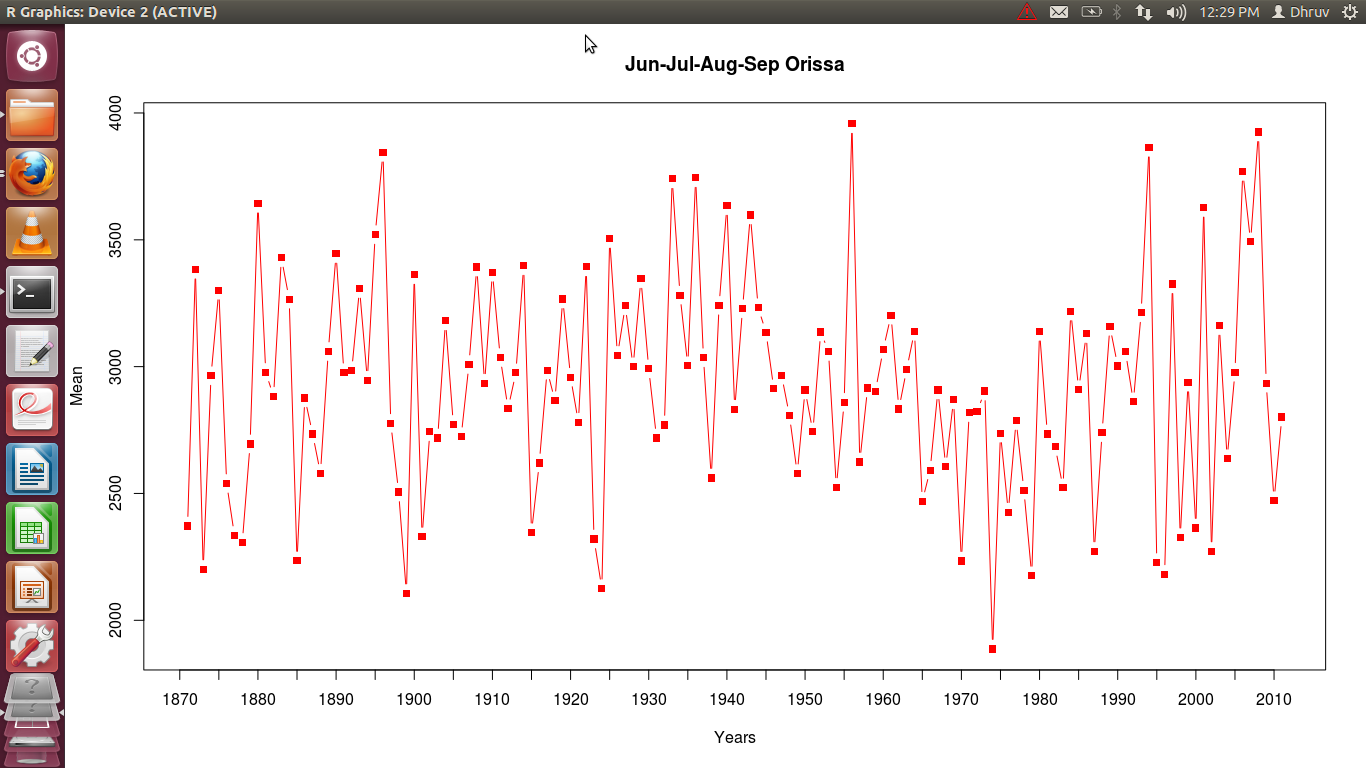 R Graphics: Device 2 (ACTIVE)
12:29 PM
Dhruv
Jun-Jul-Aug-Sep Orissa
4000
3500
3000
2500
2000
Mean
1870 1880 1890 1900 1910 1920 1930 1940 1950 1960 1970 1980 1990 2000 2010
Years